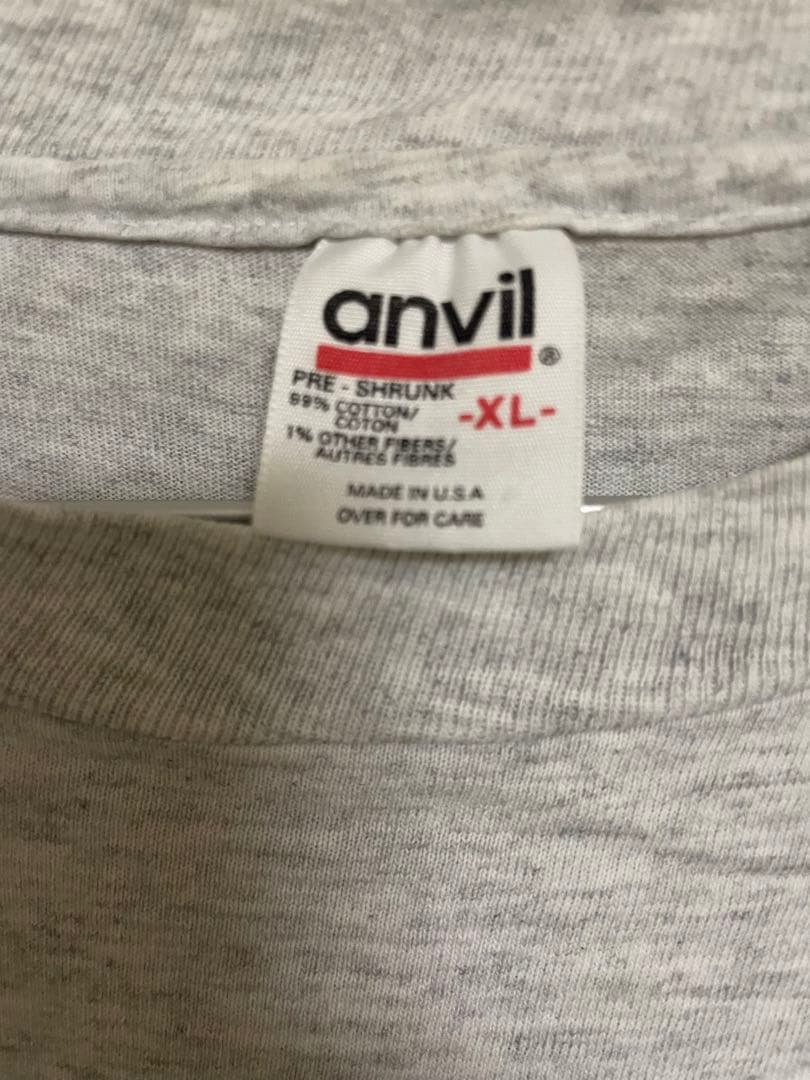 anvil®
PRE - SHRUNK
99% COTTON/
COTON
-XL-
1% OTHER FIBERS/
AUTRES FIBRES
MADE IN U.S.A
OVER FOR CARE